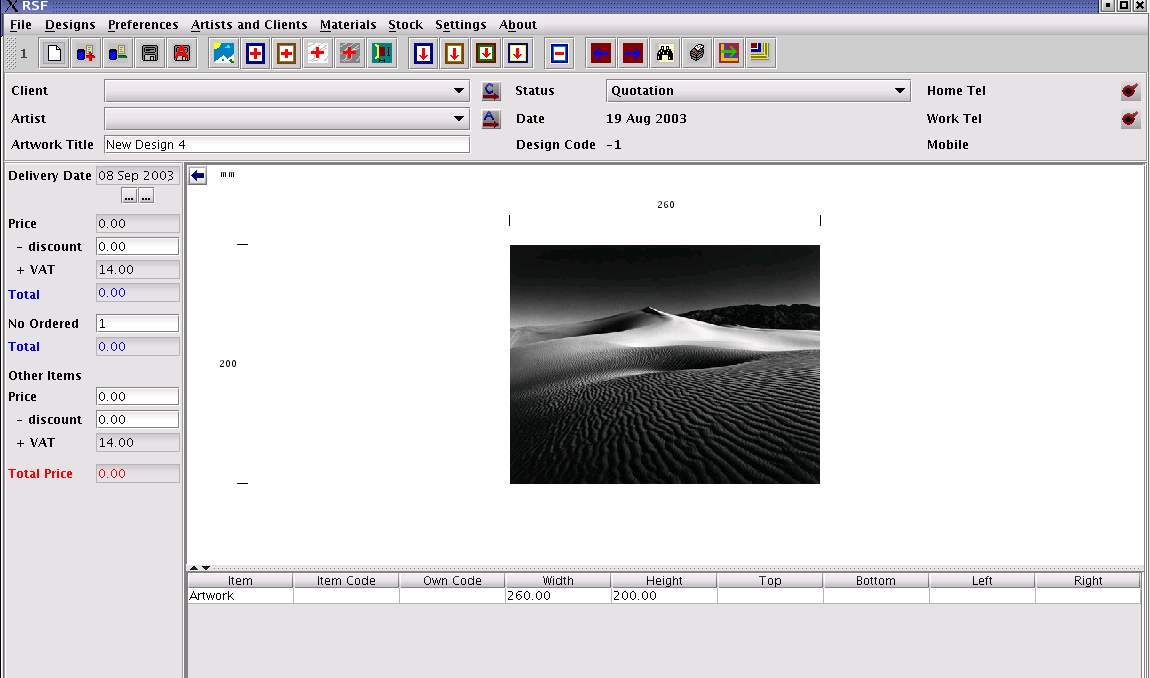 RSF
File Designs Preferences Artists and Clients Materials Stock Settings About
1
Client C Status Quotation Home Tel
Artist A Date 19 Aug 2003 Work Tel
Artwork Title New Design 4 Design Code -1 Mobile
Delivery Date 08 Sep 2003
... ...
Price 0.00
- discount 0.00
+ VAT 14.00
Total 0.00
No Ordered 1
Total 0.00
Other Items
Price 0.00
- discount 0.00
+ VAT 14.00
Total Price 0.00
mm
260
200
Item Item Code Own Code Width Height Top Bottom Left Right
Artwork 260.00 200.00